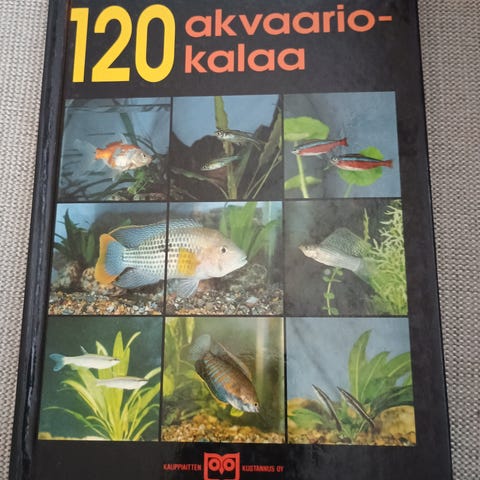 120 akvaario-
kalaa
KAUPPIAITTEN KUSTANNUS OY